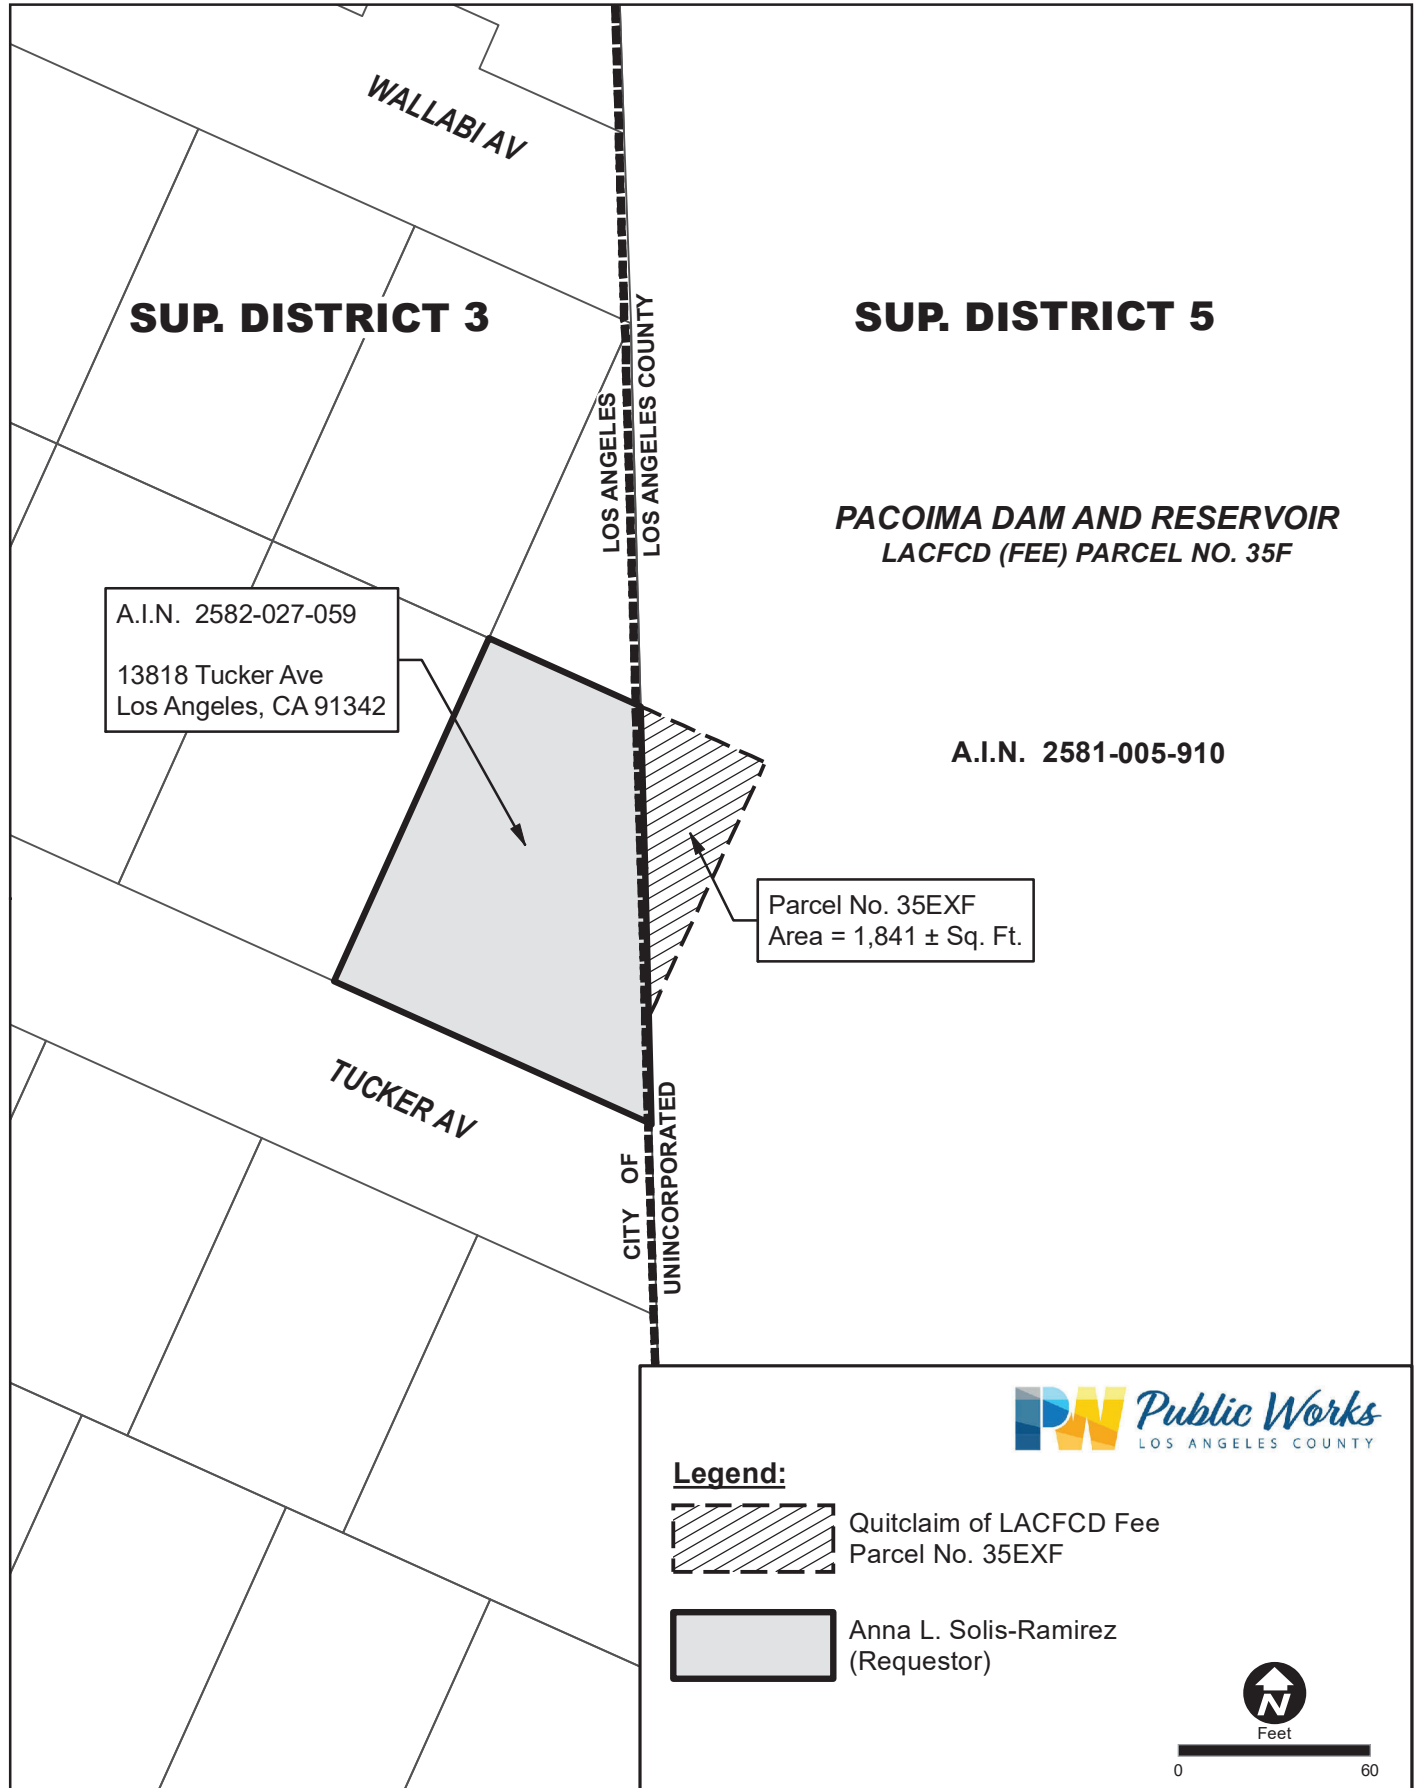 WALLABI AV
SUP. DISTRICT 3
SUP. DISTRICT 5
LOS ANGELES
LOS ANGELES COUNTY
PACOIMA DAM AND RESERVOIR
LACFCD (FEE) PARCEL NO. 35F
A.I.N. 2582-027-059
13818 Tucker Ave
Los Angeles, CA 91342
A.I.N. 2581-005-910
Parcel No. 35EXF
Area = 1,841 ± Sq. Ft.
TUCKER AV
CITY OF
UNINCORPORATED
PW Public Works
LOS ANGELES COUNTY
Legend:
Quitclaim of LACFCD Fee
Parcel No. 35EXF
Anna L. Solis-Ramirez
(Requestor)
N
Feet
0 60